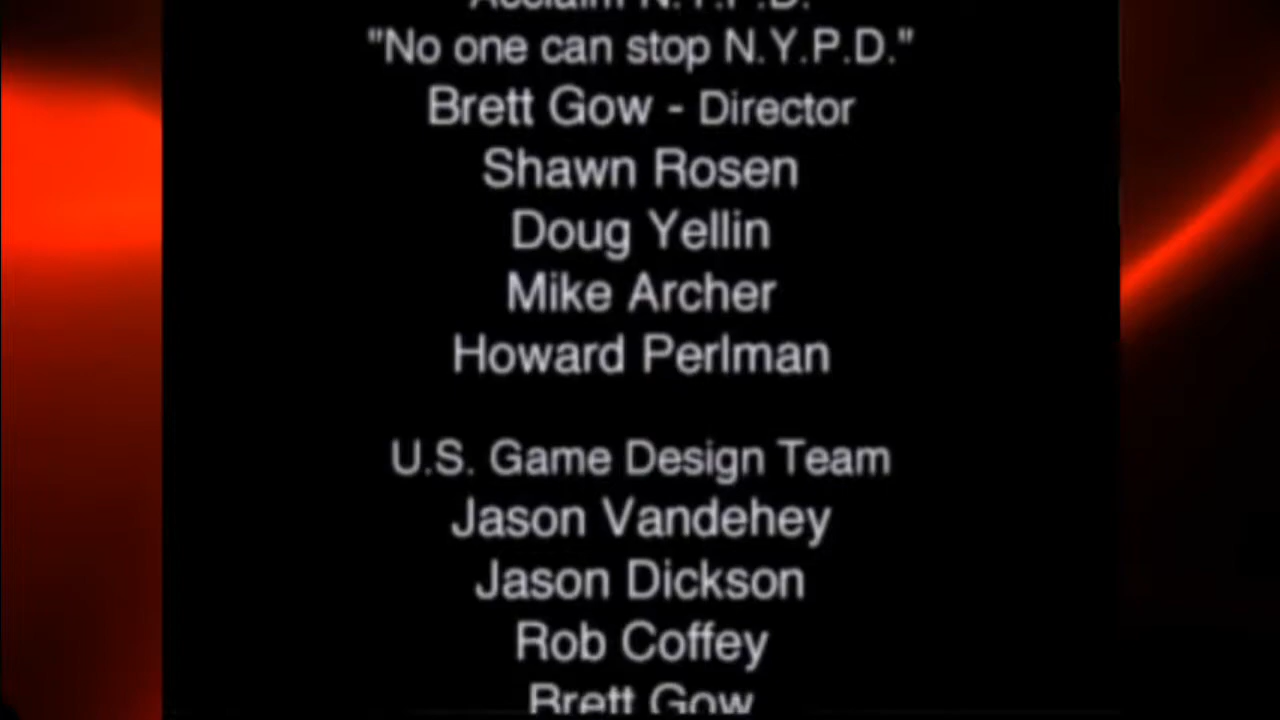 Acclaim N.Y.P.D.
"No one can stop N.Y.P.D."
Brett Gow - Director
Shawn Rosen
Doug Yellin
Mike Archer
Howard Perlman
U.S. Game Design Team
Jason Vandehey
Jason Dickson
Rob Coffey
Brett Gow